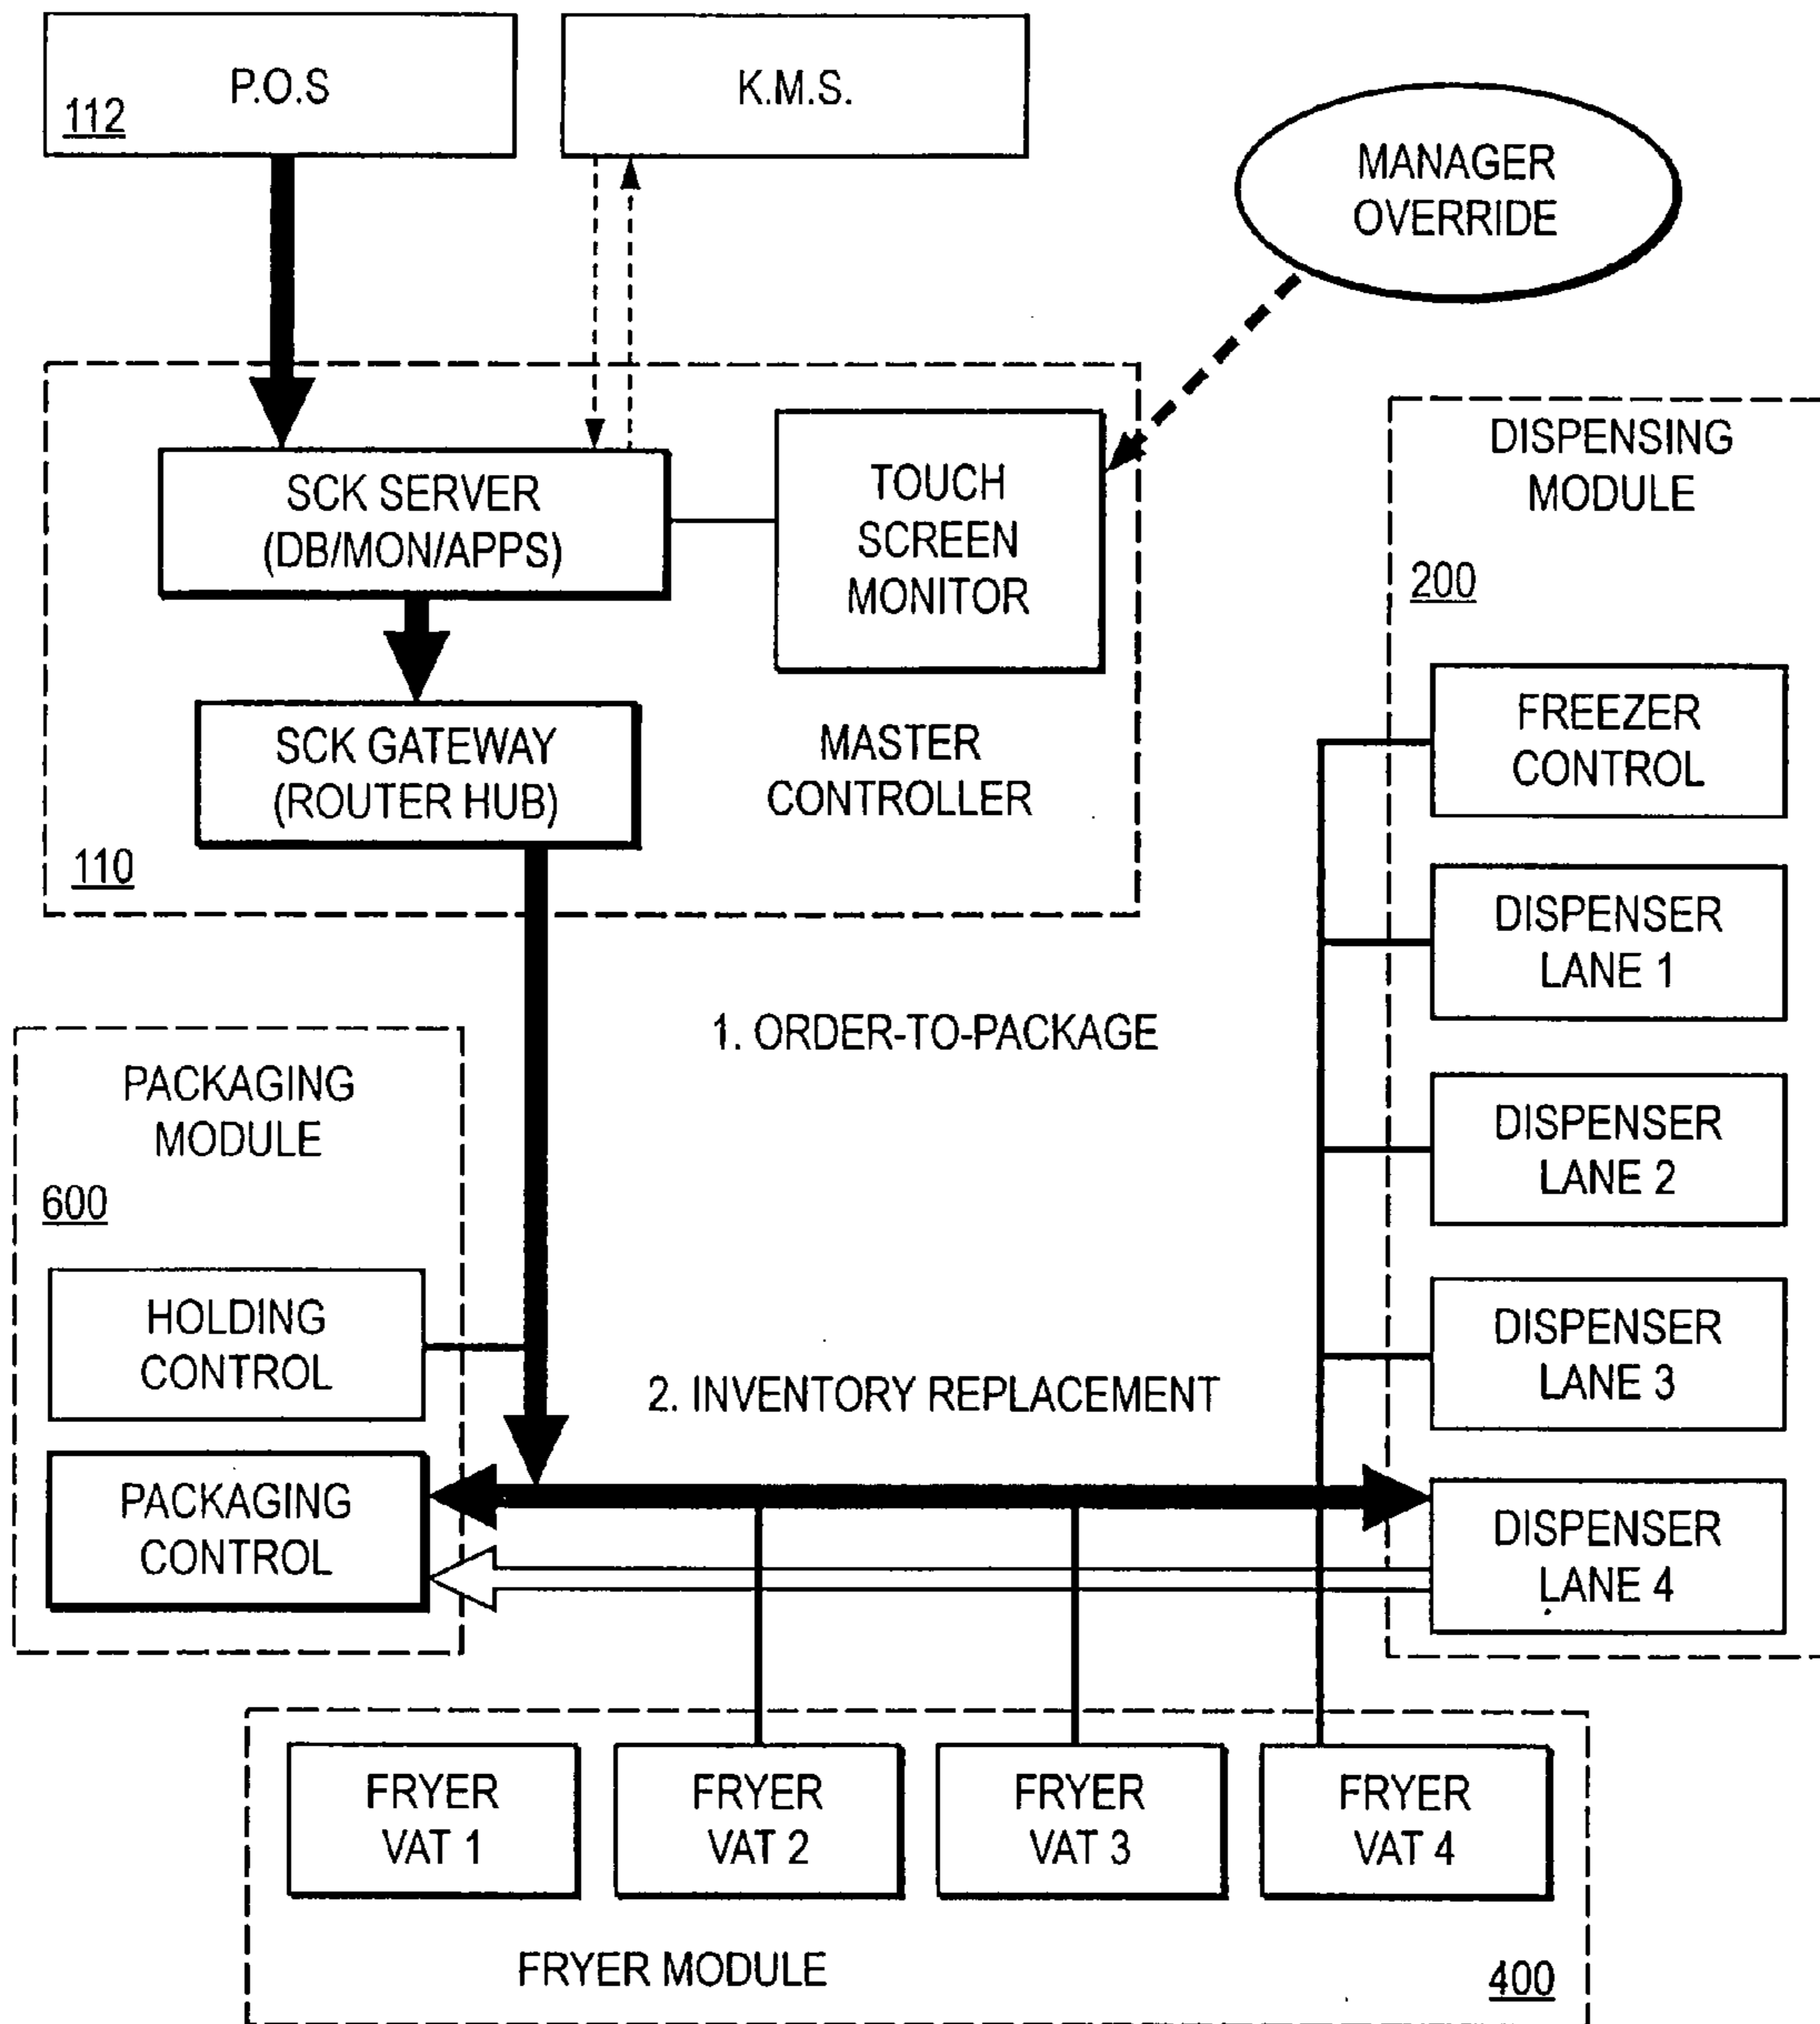 P.O.S
112
K.M.S.
MANAGER
OVERRIDE
SCK SERVER
(DB/MON/APPS)
TOUCH
SCREEN
MONITOR
SCK GATEWAY
(ROUTER HUB)
MASTER
CONTROLLER
110
DISPENSING
MODULE
200
FREEZER
CONTROL
DISPENSER
LANE 1
DISPENSER
LANE 2
DISPENSER
LANE 3
DISPENSER
LANE 4
1. ORDER-TO-PACKAGE
PACKAGING
MODULE
600
HOLDING
CONTROL
2. INVENTORY REPLACEMENT
PACKAGING
CONTROL
FRYER
VAT 1
FRYER
VAT 2
FRYER
VAT 3
FRYER
VAT 4
FRYER MODULE
400